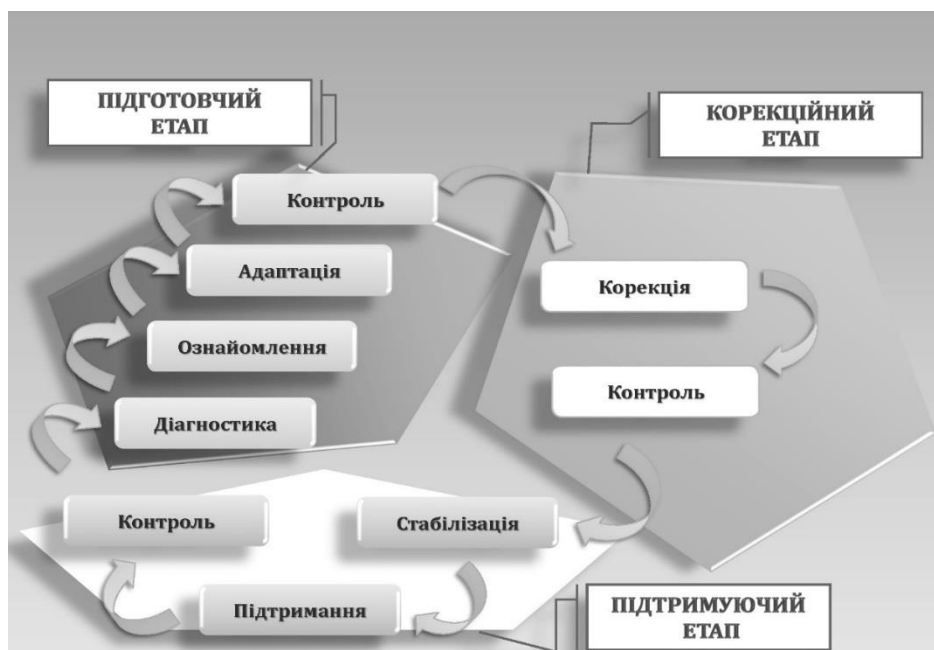 ПІДГОТОВЧИЙ
ЕТАП
Контроль
Адаптація
Ознайомлення
Діагностика
КОРЕКЦІЙНИЙ
ЕТАП
Корекція
Контроль
Контроль
Стабілізація
Підтримання
ПІДТРИМУЮЧИЙ
ЕТАП